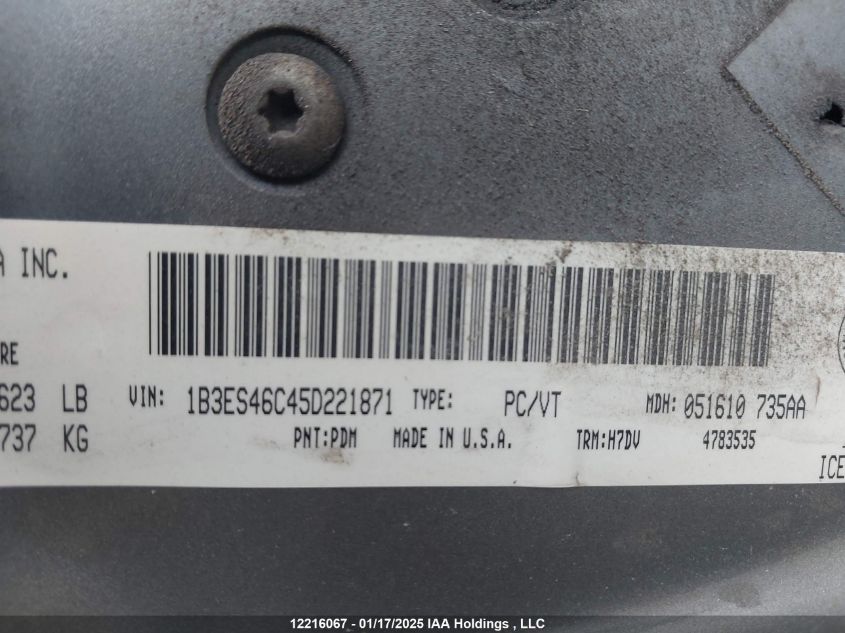 A INC.
RE
623 LB VIN: 1B3ES46C45D221871 TYPE: PC/VT MDH: 051610 735AA
737 KG PNT:PDM MADE IN U.S.A. TRM:H7DV 4783535
ICE
12216067 - 01/17/2025 IAA Holdings , LLC